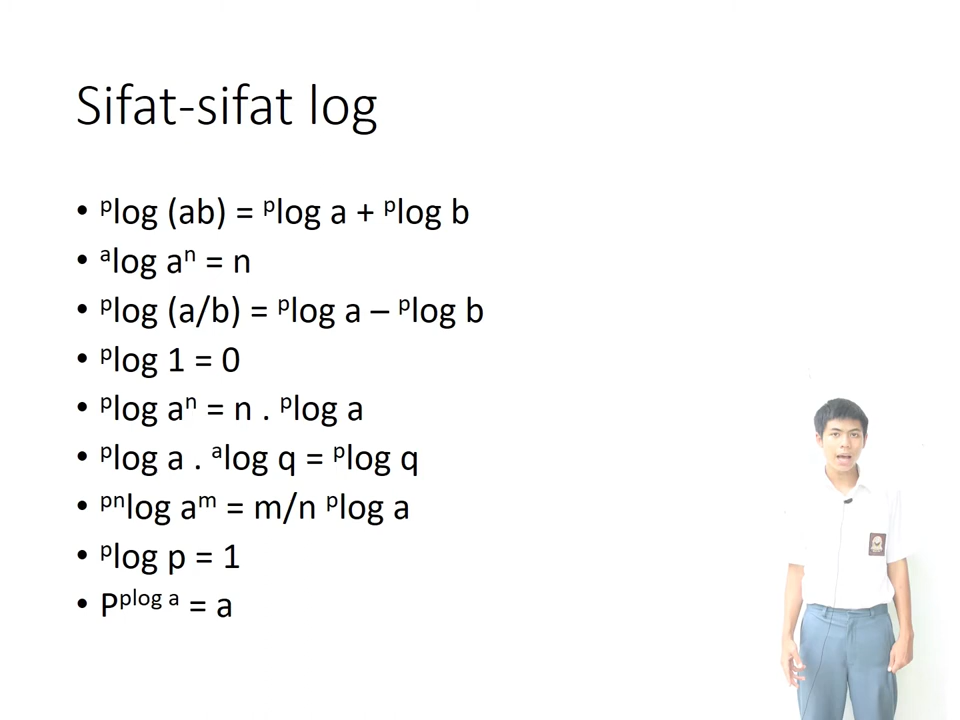 Sifat-sifat log
• ᵖlog (ab) = ᵖlog a + ᵖlog b
• ᵃlog aⁿ = n
• ᵖlog (a/b) = ᵖlog a – ᵖlog b
• ᵖlog 1 = 0
• ᵖlog aⁿ = n . ᵖlog a
• ᵖlog a . ᵃlog q = ᵖlog q
• ᵖⁿlog aᵐ = m/n ᵖlog a
• ᵖlog p = 1
• Pᵖˡᵒᵍ ᵃ = a